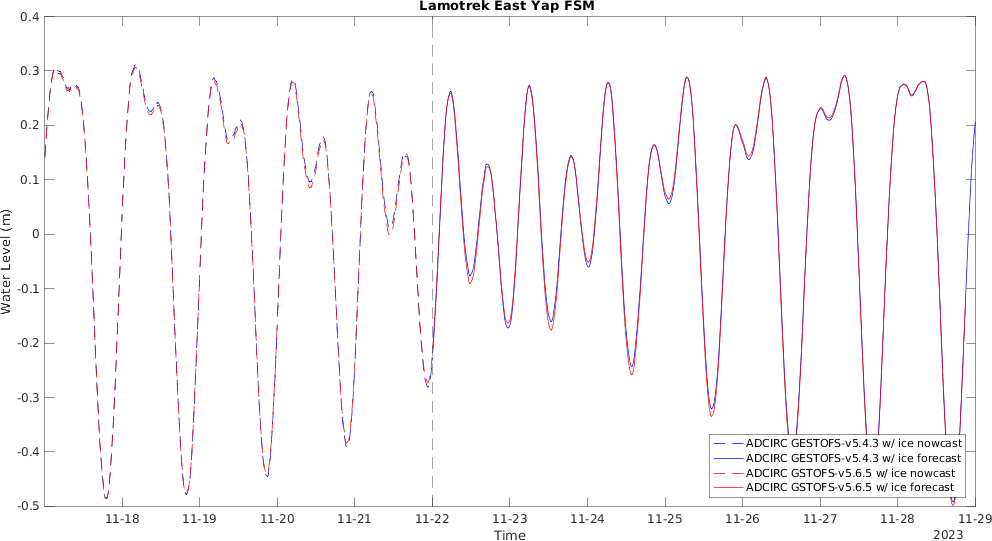 Lamotrek East Yap FSM
0.4
0.3
0.2
0.1
0
-0.1
-0.2
-0.3
-0.4
-0.5
Water Level (m)
ADCIRC GESTOFS-v5.4.3 w/ ice nowcast
ADCIRC GESTOFS-v5.4.3 w/ ice forecast
ADCIRC GSTOFS-v5.6.5 w/ ice nowcast
ADCIRC GSTOFS-v5.6.5 w/ ice forecast
11-18 11-19 11-20 11-21 11-22 11-23 11-24 11-25 11-26 11-27 11-28 11-29
Time
2023